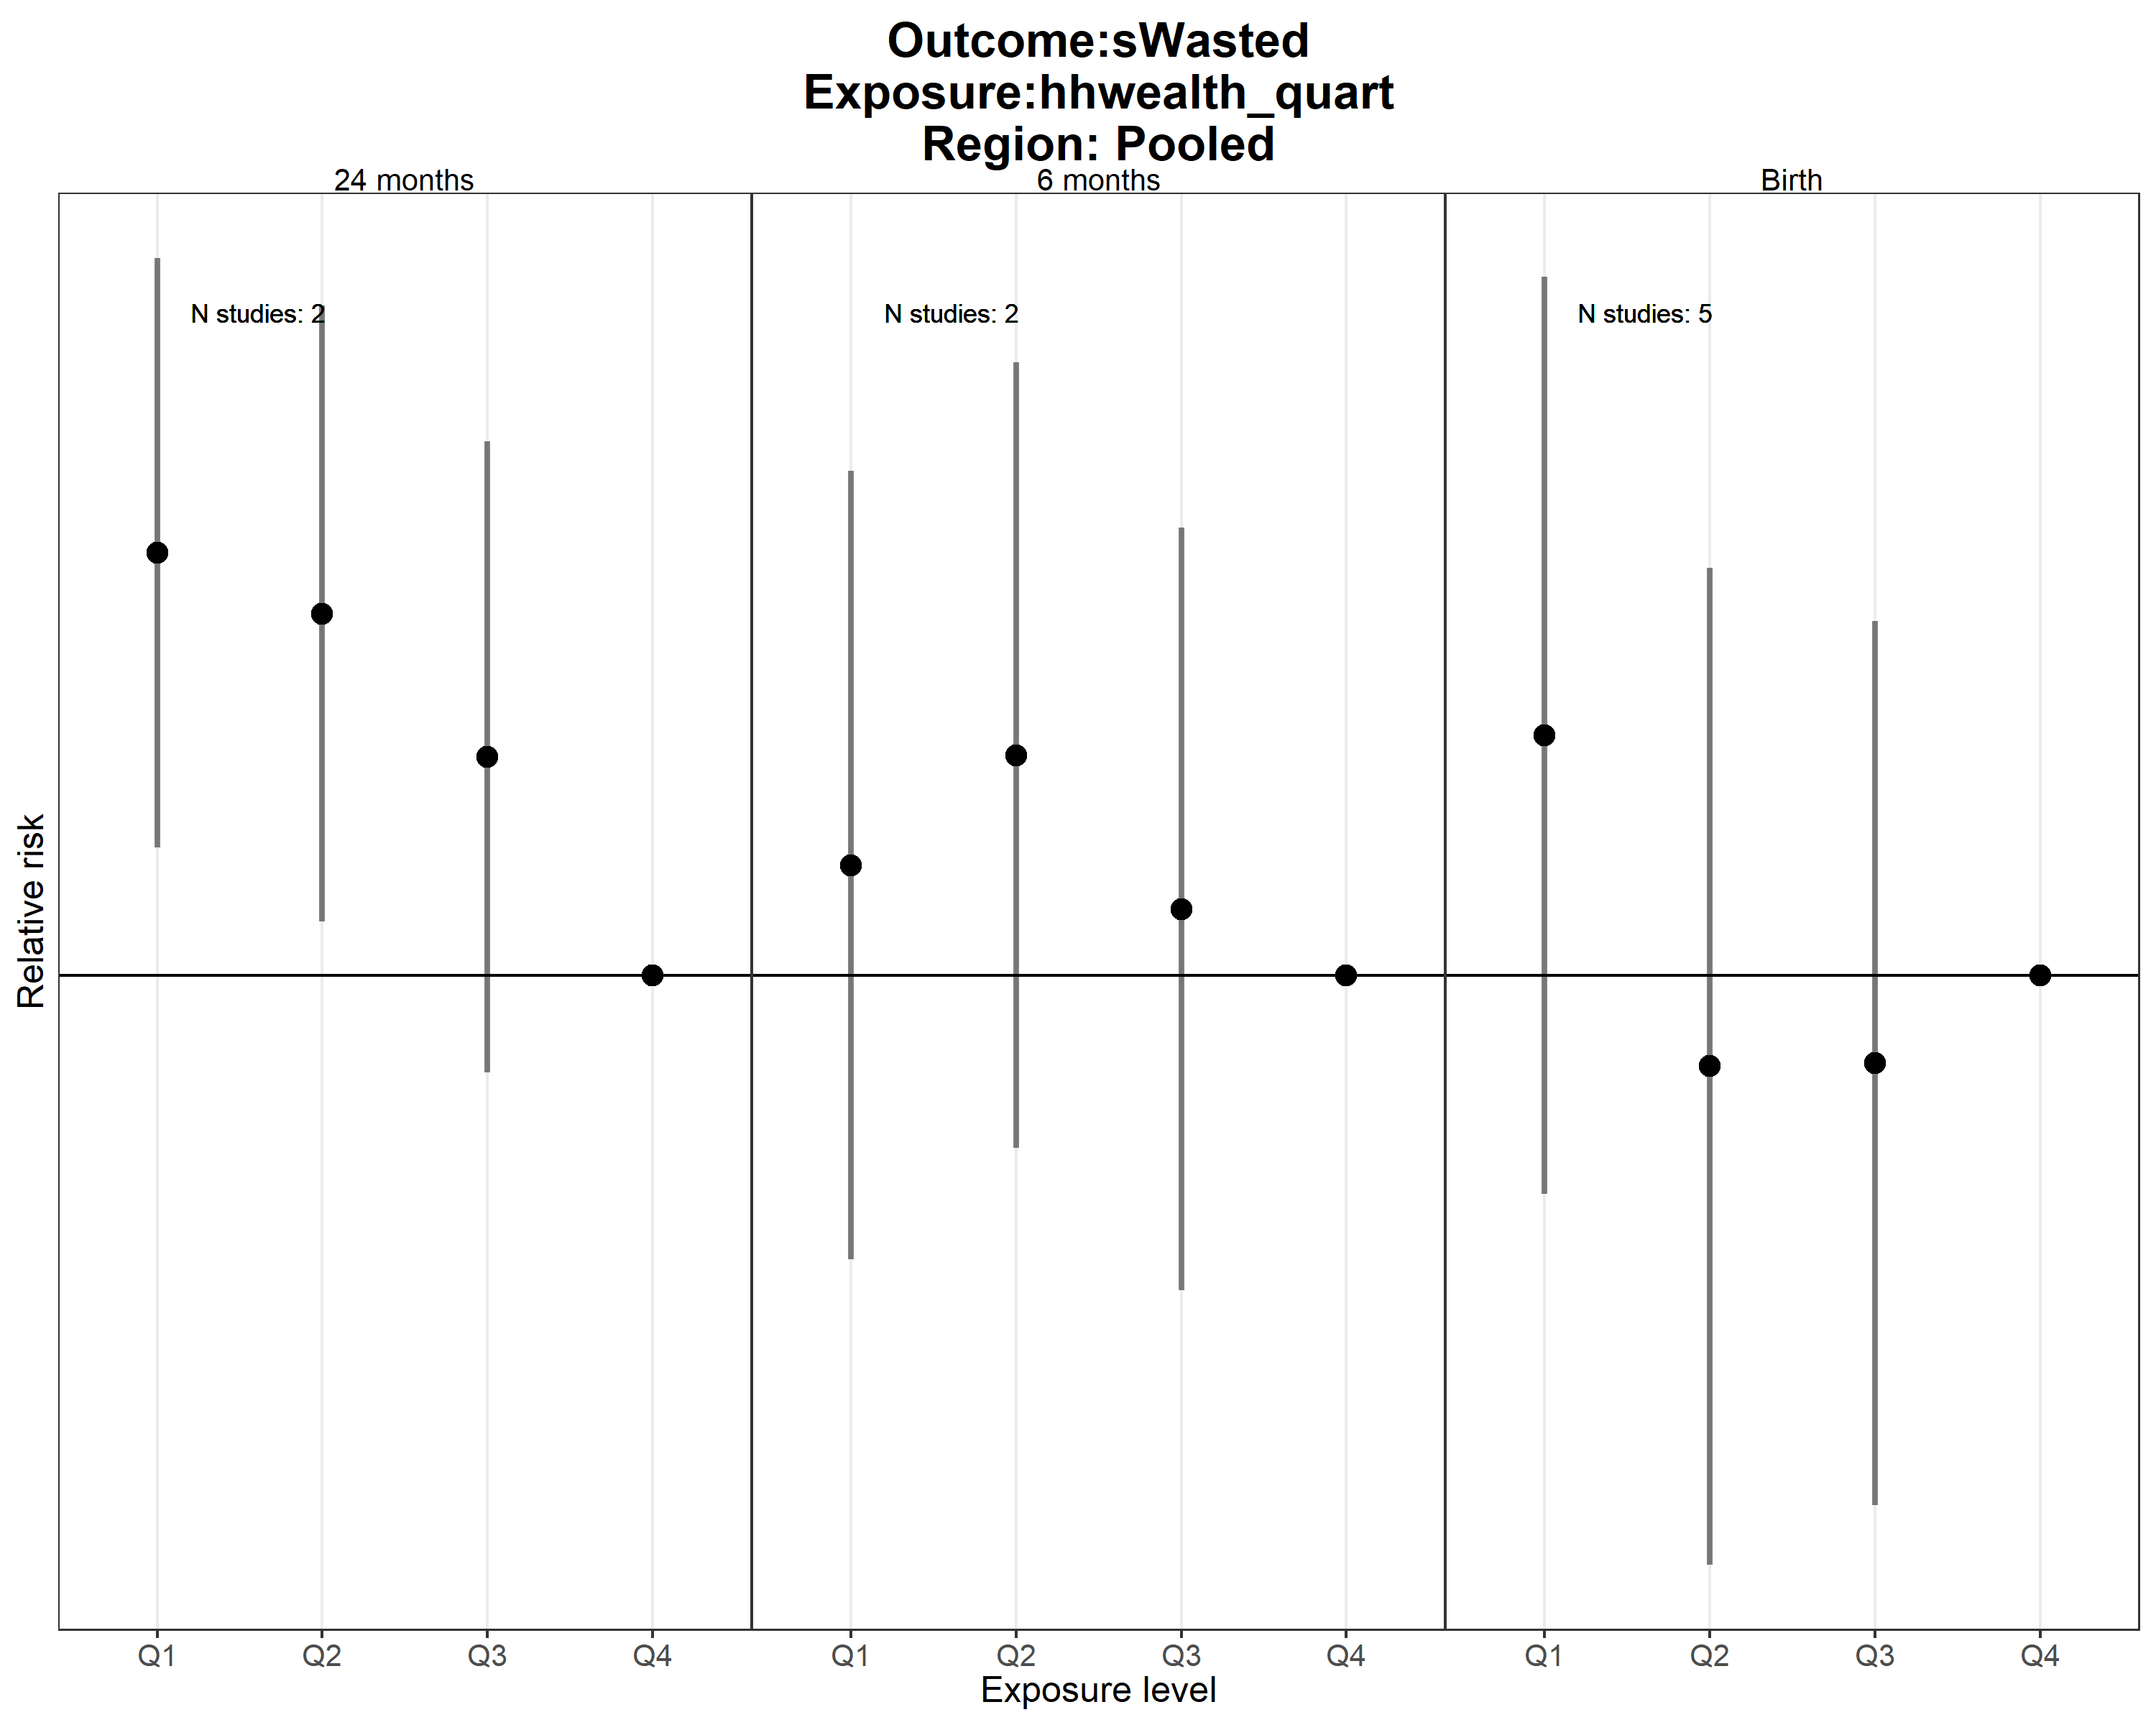 Outcome:sWasted
Exposure:hhwealth_quart
Region: Pooled
24 months 6 months Birth
N studies: 2 N studies: 2 N studies: 5
Relative risk
Q1 Q2 Q3 Q4 Q1 Q2 Q3 Q4 Q1 Q2 Q3 Q4
Exposure level